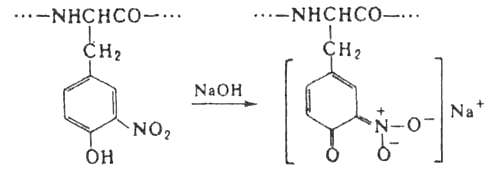 ···—NHCHCO—··· ···—NHCHCO—···
CH₂ CH₂
NaOH
NO₂ N⁺—O⁻ Na⁺
OH O O⁻